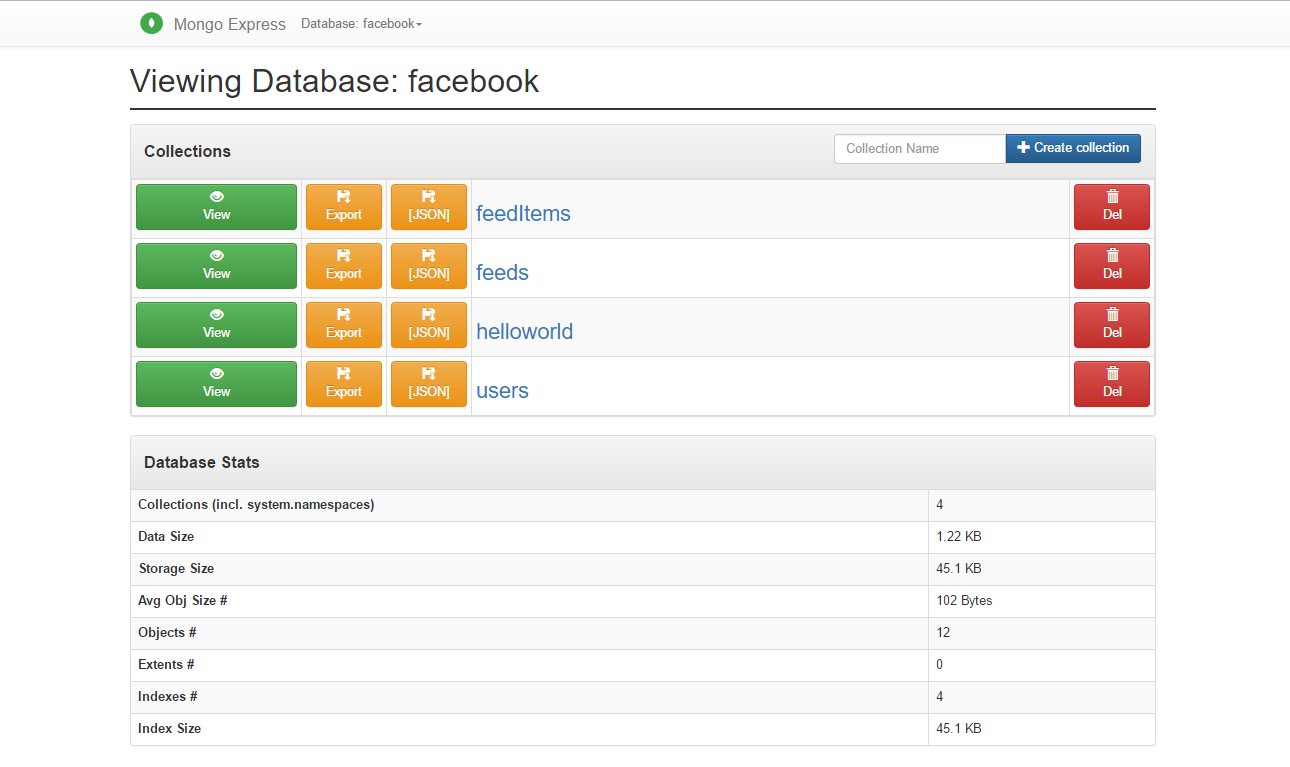 Mongo Express Database: facebook
Viewing Database: facebook
Collections Collection Name Create collection
View Export [JSON] feedItems Del
View Export [JSON] feeds Del
View Export [JSON] helloworld Del
View Export [JSON] users Del
Database Stats
Collections (incl. system.namespaces) 4
Data Size 1.22 KB
Storage Size 45.1 KB
Avg Obj Size # 102 Bytes
Objects # 12
Extents # 0
Indexes # 4
Index Size 45.1 KB